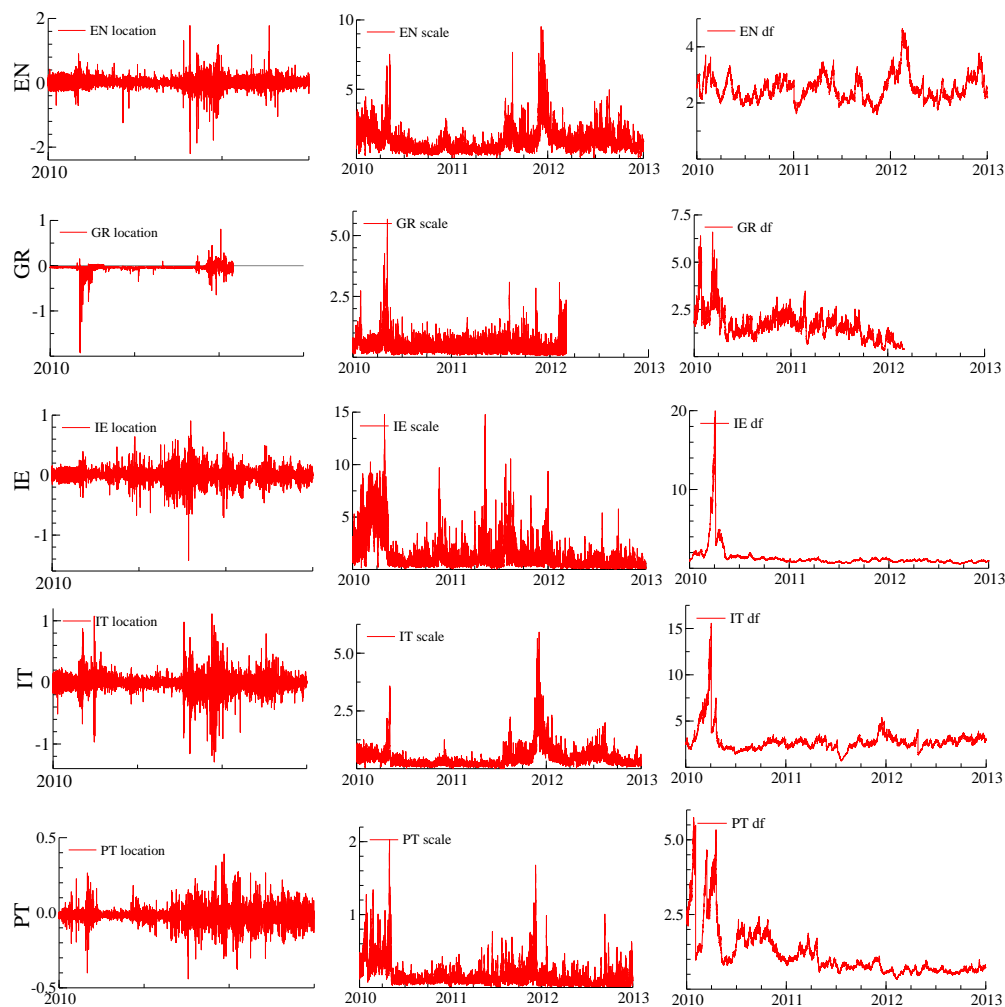 EN
2
0
-2
2010
EN location
10
5
2010 2011 2012 2013
EN scale
4
2
2010 2011 2012 2013
EN df
GR
1
0
-1
2010
GR location
5.0
2.5
2010 2011 2012 2013
GR scale
7.5
5.0
2.5
2010 2011 2012 2013
GR df
IE
1
0
-1
2010
IE location
15
10
5
2010 2011 2012 2013
IE scale
20
10
2010 2011 2012 2013
IE df
IT
1
0
-1
2010
IT location
5.0
2.5
2010 2011 2012 2013
IT scale
15
10
5
2010 2011 2012 2013
IT df
PT
0.5
0.0
-0.5
2010
PT location
2
1
2010 2011 2012 2013
PT scale
5.0
2.5
2010 2011 2012 2013
PT df